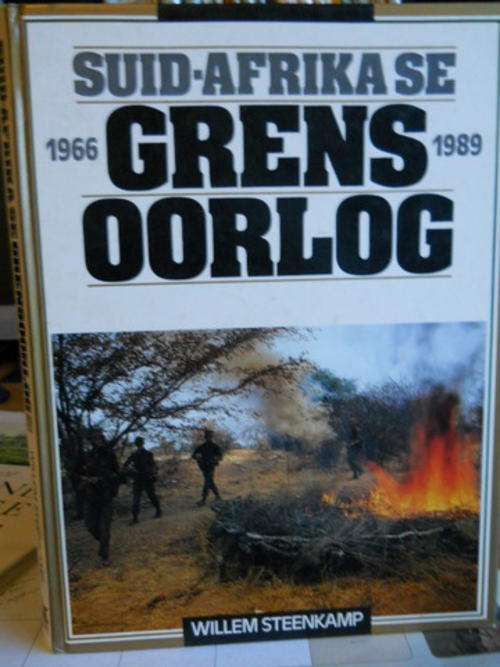 SUID-AFRIKA SE
1966 GRENS 1989
OORLOG
WILLEM STEENKAMP